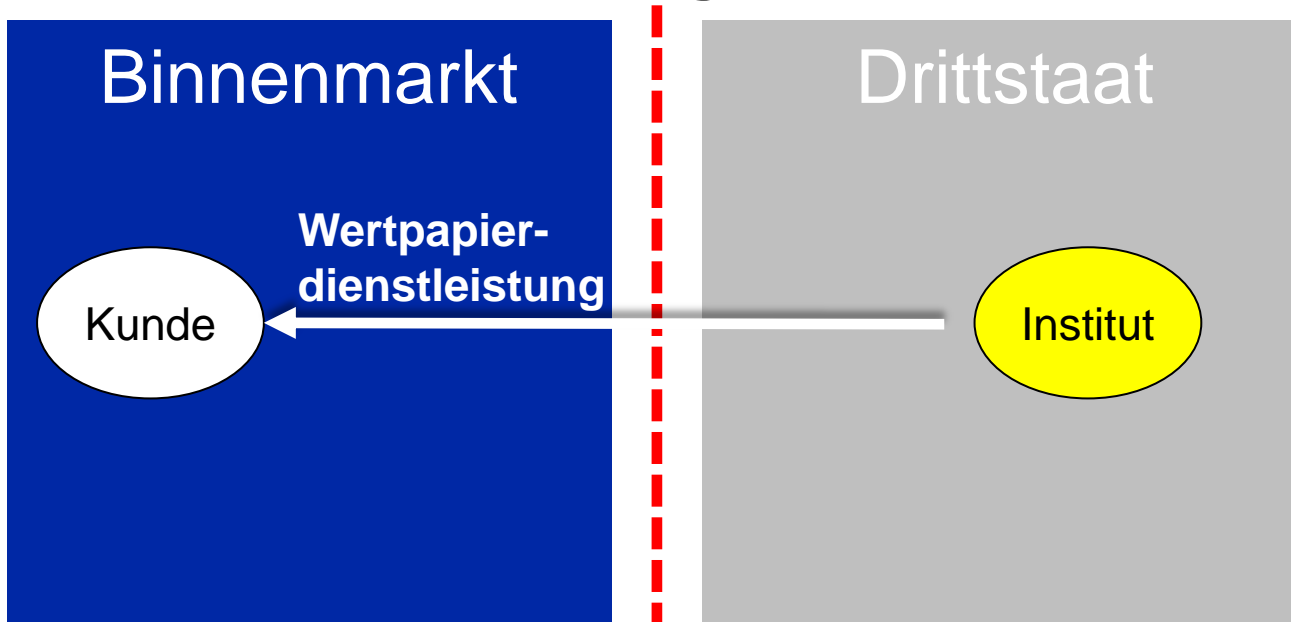 Binnenmarkt
Drittstaat
Wertpapier-
dienstleistung
Kunde
Institut